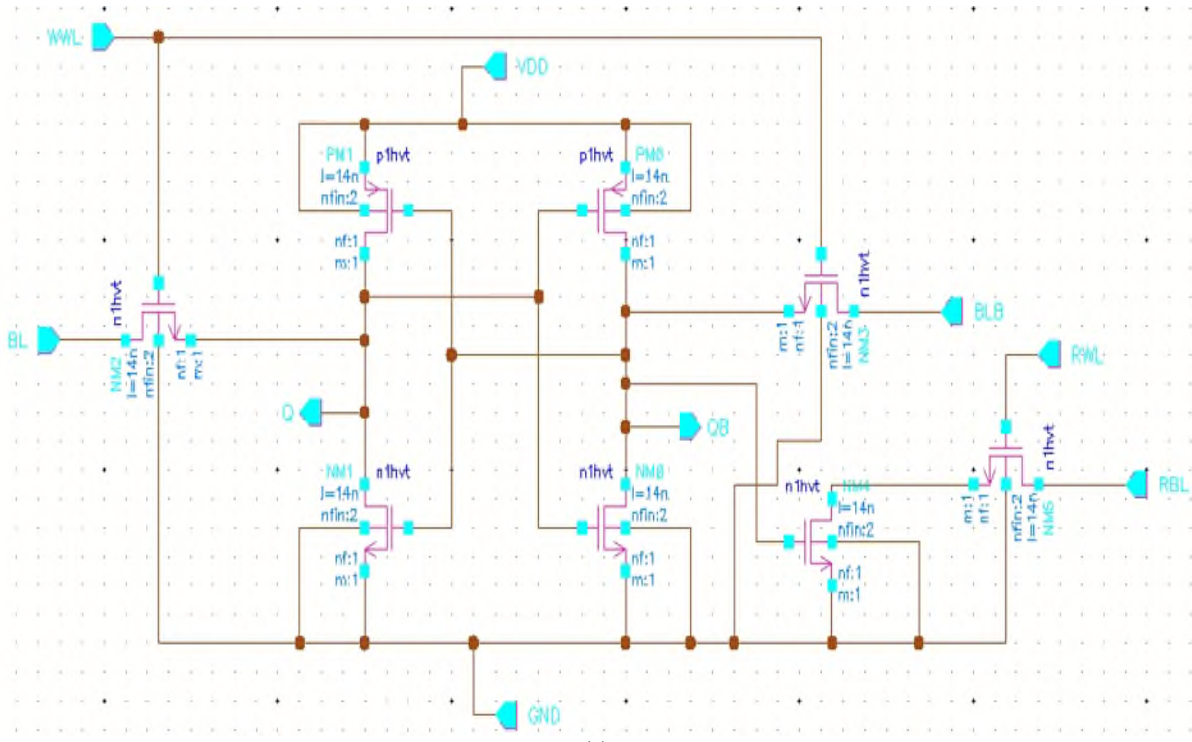 WWL
VDD
PM1
p1hvt
l=14n
nfin:2
nf:1
m:1
p1hvt
PM0
l=14n
nfin:2
nf:1
m:1
n1hvt
BL
NM2
l=14n
nfin:2
nf:1
m:1
n1hvt
m:1
nf:1
nfin:2
l=14n
NM3
BLB
RWL
Q
QB
NM1
n1hvt
l=14n
nfin:2
nf:1
m:1
n1hvt
NM0
l=14n
nfin:2
nf:1
m:1
n1hvt
NM4
l=14n
nfin:2
nf:1
m:1
n1hvt
m:1
nf:1
nfin:2
l=14n
NM5
RBL
GND